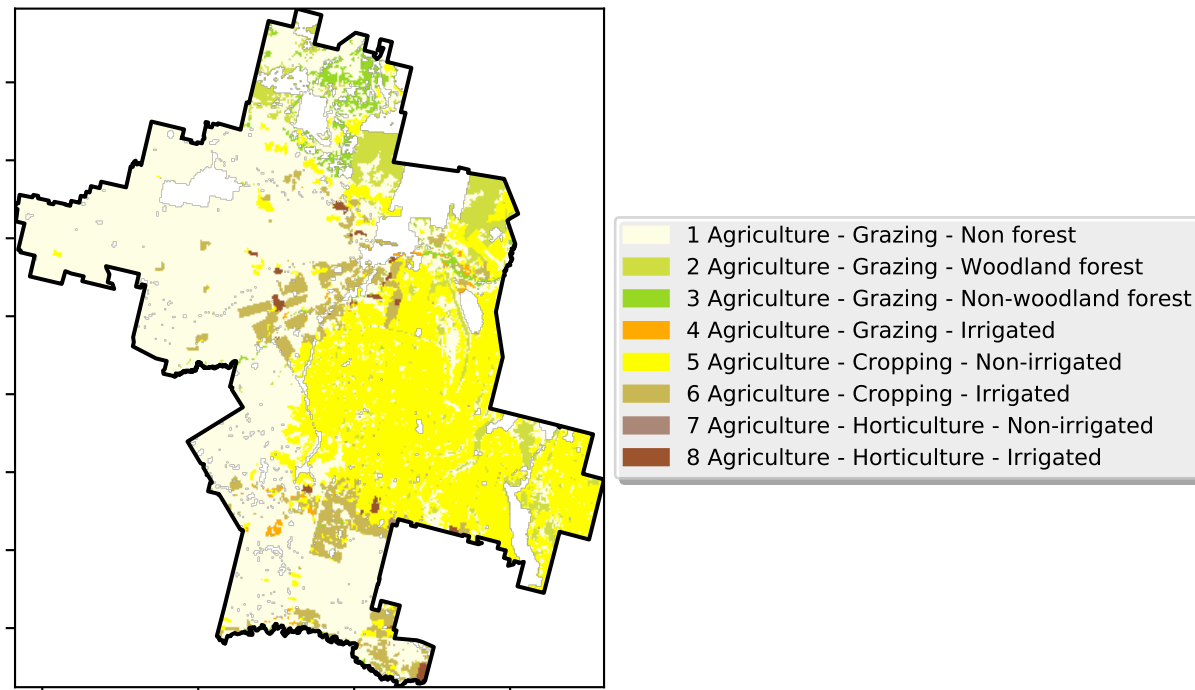 1 Agriculture - Grazing - Non forest
2 Agriculture - Grazing - Woodland forest
3 Agriculture - Grazing - Non-woodland forest
4 Agriculture - Grazing - Irrigated
5 Agriculture - Cropping - Non-irrigated
6 Agriculture - Cropping - Irrigated
7 Agriculture - Horticulture - Non-irrigated
8 Agriculture - Horticulture - Irrigated